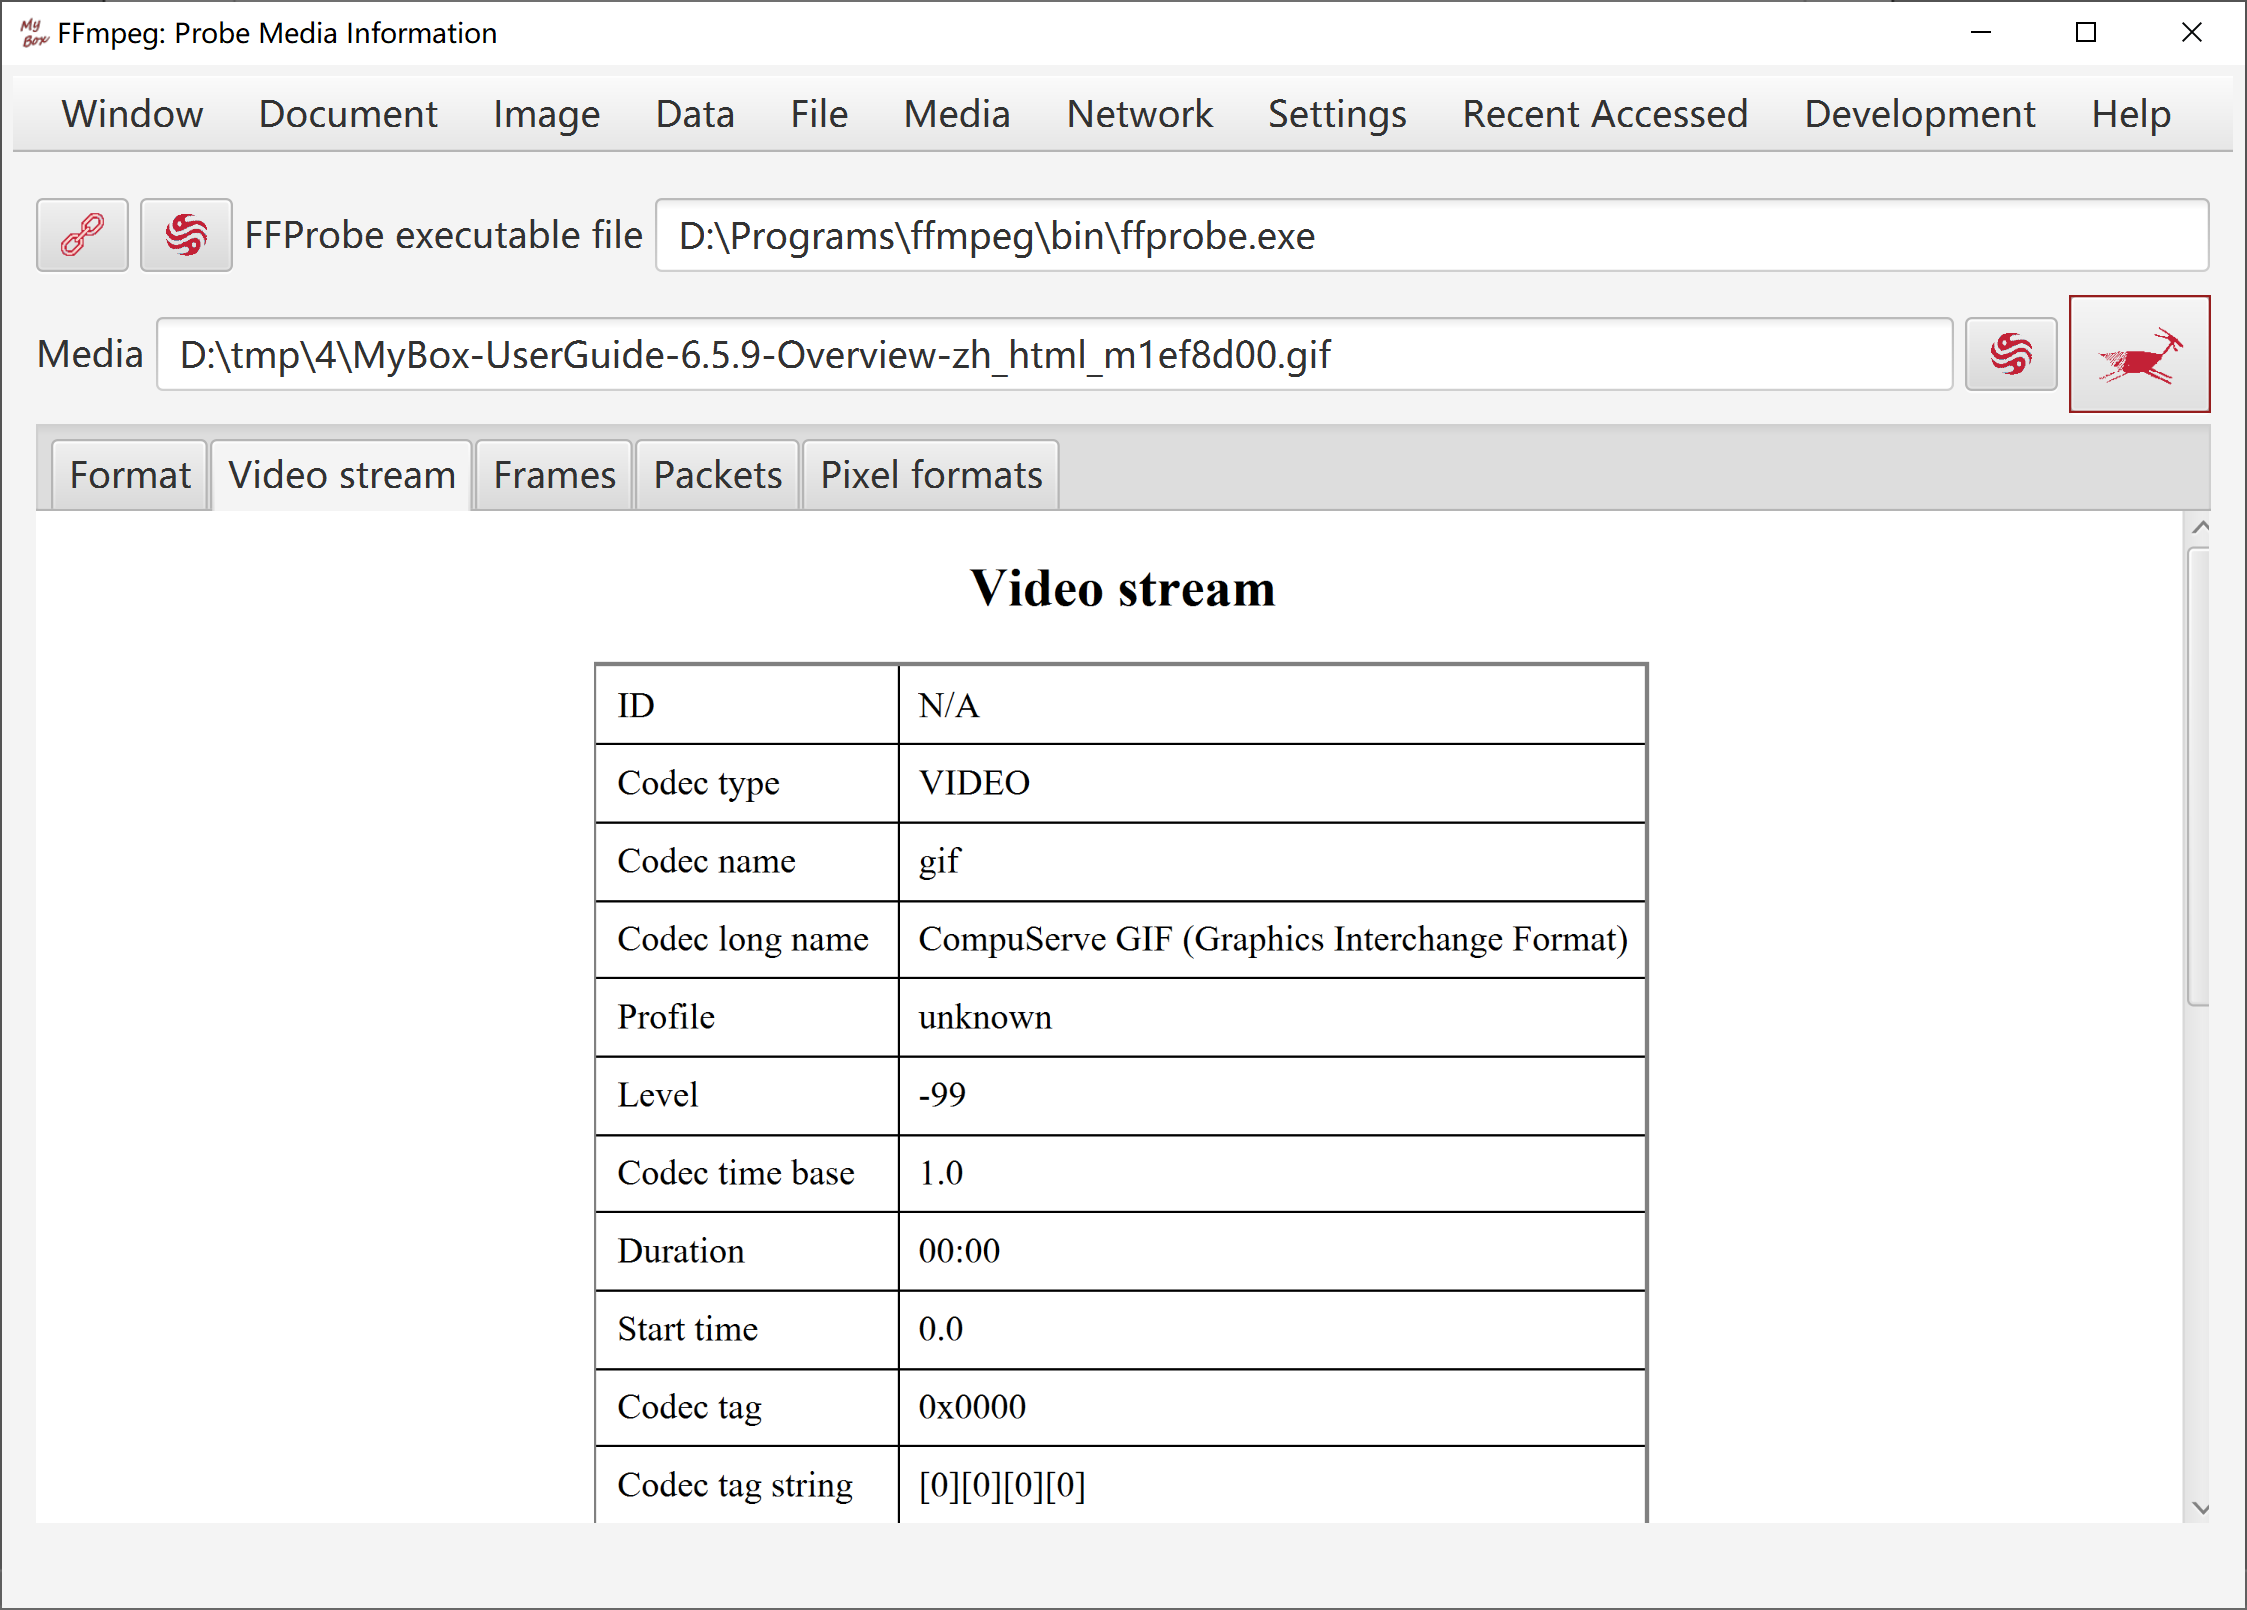 My Box FFmpeg: Probe Media Information
Window Document Image Data File Media Network Settings Recent Accessed Development Help
FFProbe executable file D:\Programs\ffmpeg\bin\ffprobe.exe
Media D:\tmp\4\MyBox-UserGuide-6.5.9-Overview-zh_html_m1ef8d00.gif
Format Video stream Frames Packets Pixel formats
Video stream
ID N/A
Codec type VIDEO
Codec name gif
Codec long name CompuServe GIF (Graphics Interchange Format)
Profile unknown
Level -99
Codec time base 1.0
Duration 00:00
Start time 0.0
Codec tag 0x0000
Codec tag string [0][0][0][0]